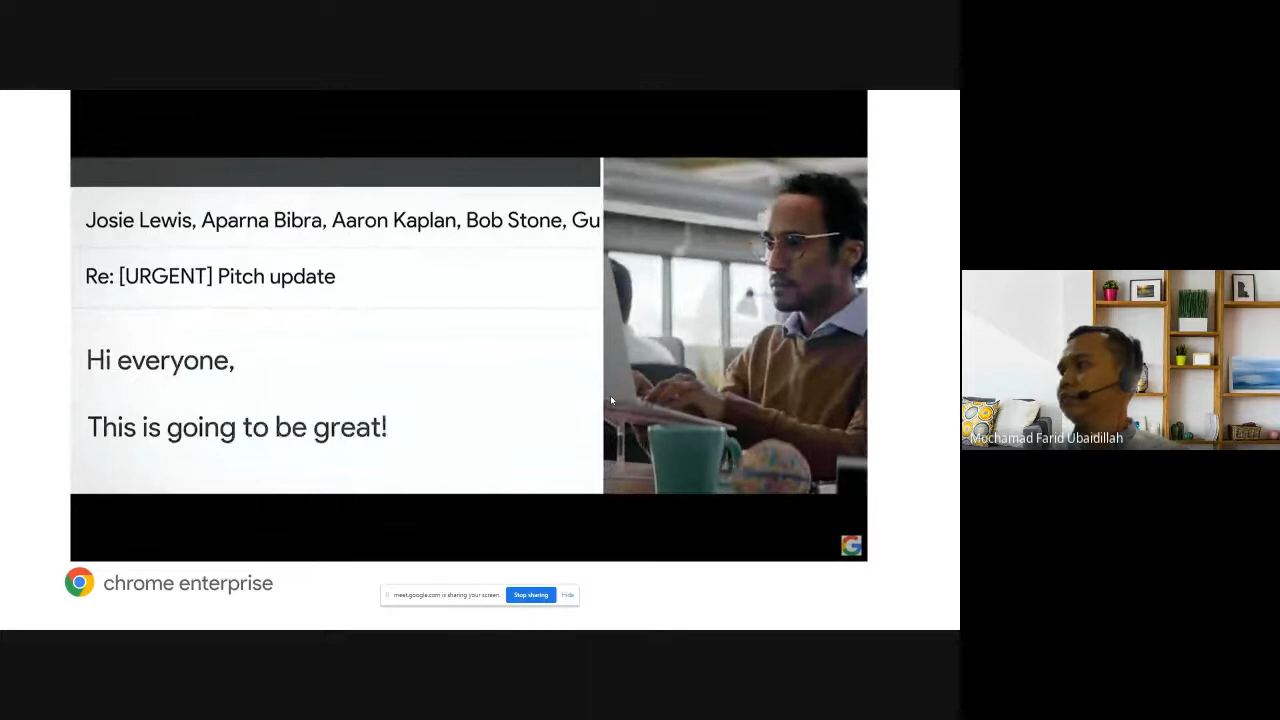 Josie Lewis, Aparna Bibra, Aaron Kaplan, Bob Stone, Gu
Re: [URGENT] Pitch update
Hi everyone,
This is going to be great!
chrome enterprise
meet.google.com is sharing your screen. Stop sharing Hide
Mochamad Farid Ubaidillah